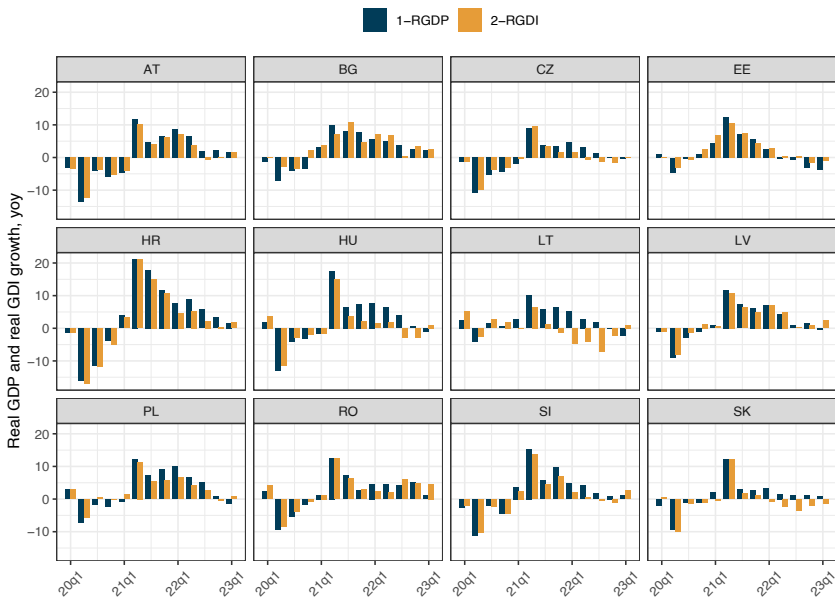 1−RGDP 2−RGDI
AT BG CZ EE
20
10
0
−10
HR HU LT LV
20
10
0
−10
PL RO SI SK
20
10
0
−10
Real GDP and real GDI growth, yoy
20q1 21q1 22q1 23q1 20q1 21q1 22q1 23q1 20q1 21q1 22q1 23q1 20q1 21q1 22q1 23q1